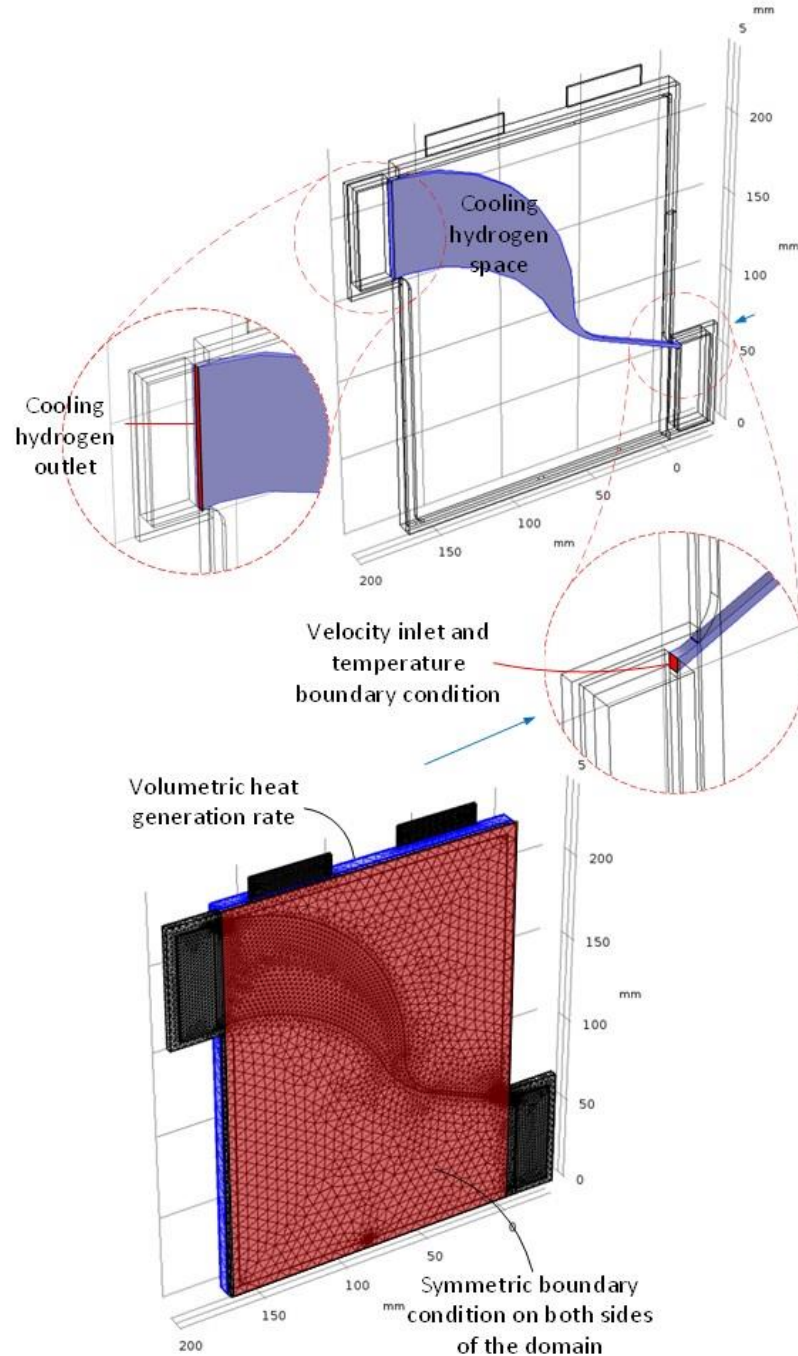 mm
5
200
150
mm
100
50
0
Cooling
hydrogen
space
Cooling
hydrogen
outlet
0
50
100
mm
150
200
Velocity inlet and
temperature
boundary condition
5
Volumetric heat
generation rate
200
150
mm
100
50
0
0
50
100
mm
150
200
Symmetric boundary
condition on both sides
of the domain